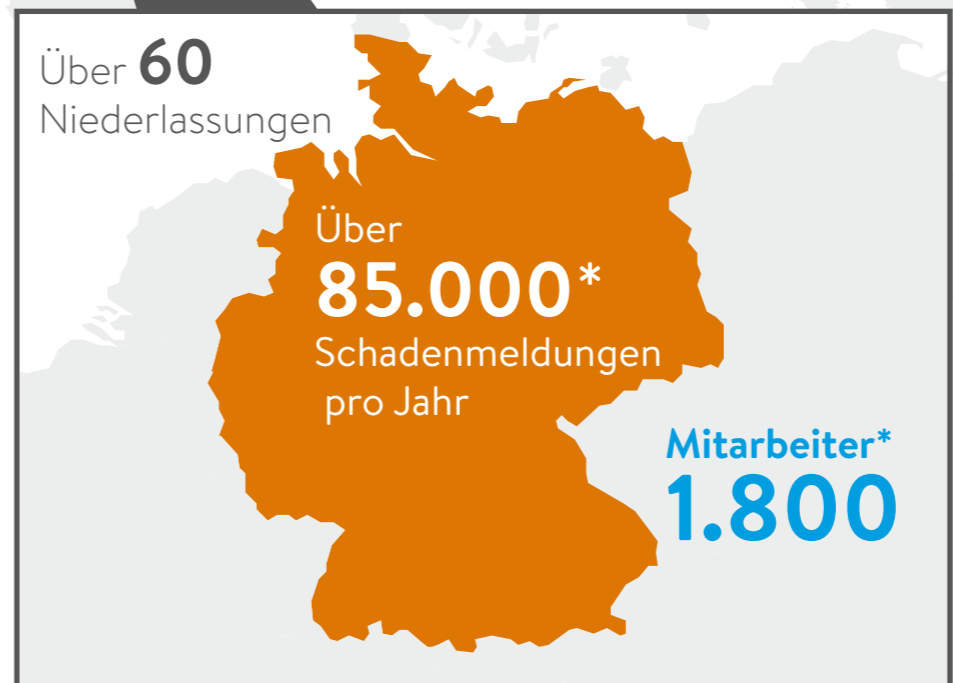 Über 60
Niederlassungen
Über
85.000*
Schadenmeldungen
pro Jahr
Mitarbeiter*
1.800